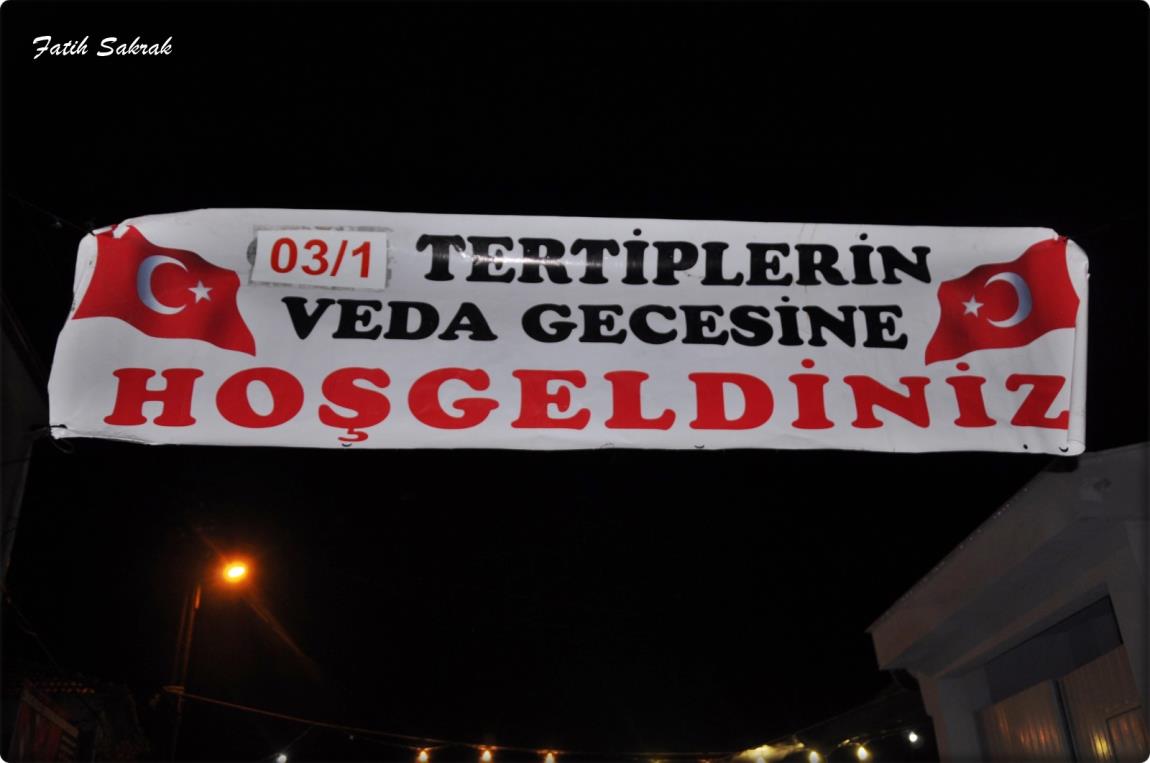 Fatih Sakrak
03/1 TERTİPLERİN
VEDA GECESİNE
HOŞGELDİNİZ